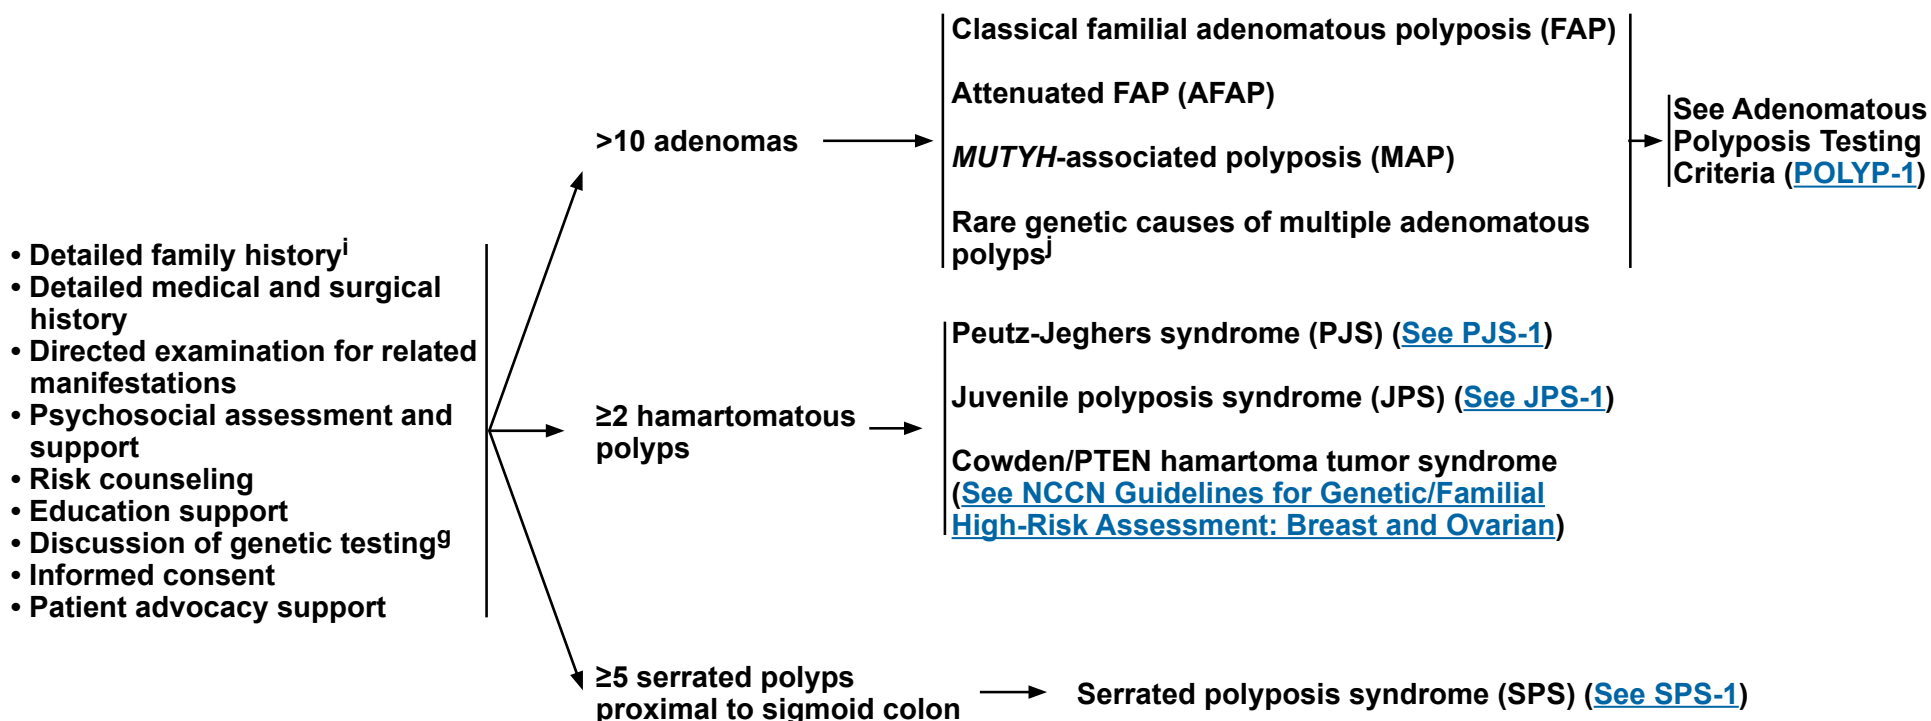 • Detailed family historyⁱ
• Detailed medical and surgical
history
• Directed examination for related
manifestations
• Psychosocial assessment and
support
• Risk counseling
• Education support
• Discussion of genetic testingᵍ
• Informed consent
• Patient advocacy support
>10 adenomas
Classical familial adenomatous polyposis (FAP)
Attenuated FAP (AFAP)
MUTYH-associated polyposis (MAP)
Rare genetic causes of multiple adenomatous
polypsʲ
See Adenomatous
Polyposis Testing
Criteria (POLYP-1)
≥2 hamartomatous
polyps
Peutz-Jeghers syndrome (PJS) (See PJS-1)
Juvenile polyposis syndrome (JPS) (See JPS-1)
Cowden/PTEN hamartoma tumor syndrome
(See NCCN Guidelines for Genetic/Familial
High-Risk Assessment: Breast and Ovarian)
≥5 serrated polyps
proximal to sigmoid colon
Serrated polyposis syndrome (SPS) (See SPS-1)